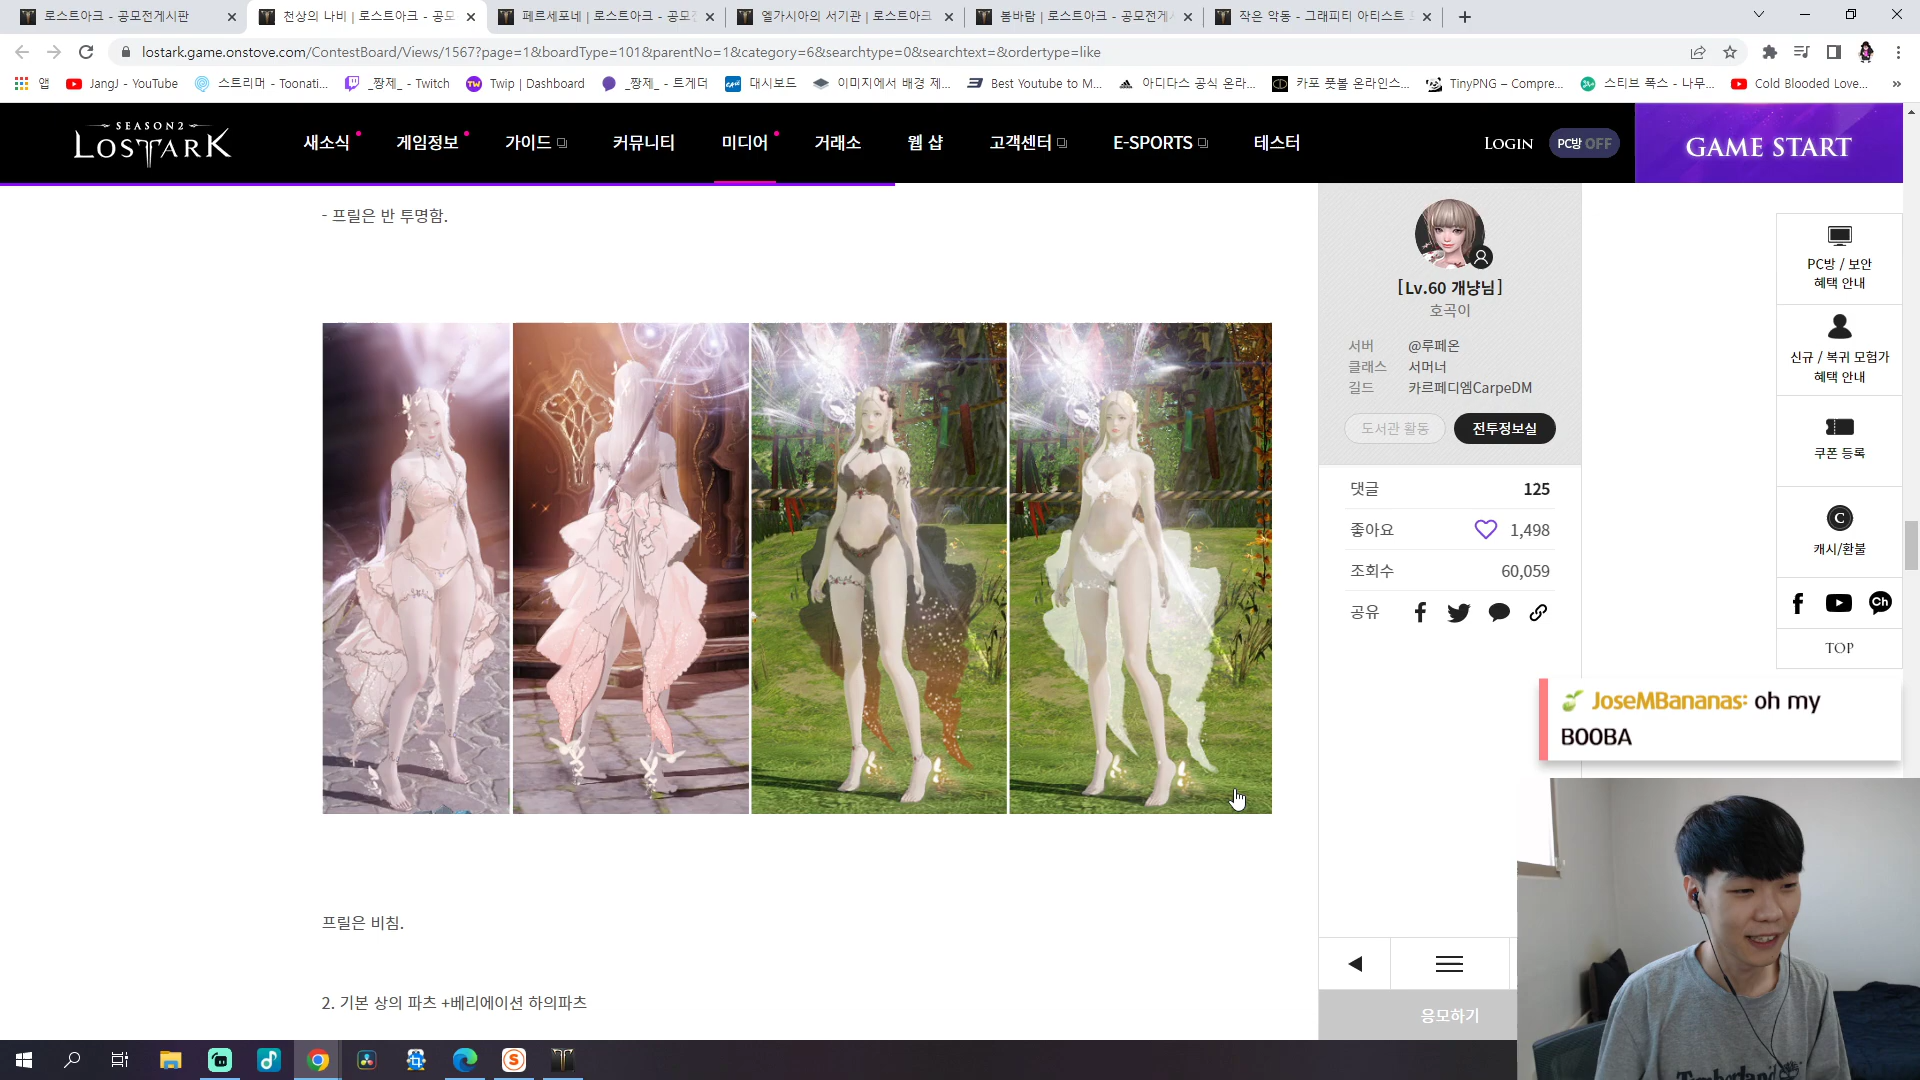 로스트아크 - 공모전게시판
천상의 나비 | 로스트아크 - 공모
페르세포네 | 로스트아크 - 공모전
엘가시아의 서기관 | 로스트아크
봄바람 | 로스트아크 - 공모전게시
작은 악동 - 그래피티 아티스트
lostark.game.onstove.com/ContestBoard/Views/1567?page=1&boardType=101&parentNo=1&category=6&searchtype=0&searchtext=&ordertype=like
앱
JangJ - YouTube
스트리머 - Toonati...
_짱제_ - Twitch
Twip | Dashboard
_짱제_ - 트게더
대시보드
이미지에서 배경 제...
Best Youtube to M...
아디다스 공식 온라...
카포 풋볼 온라인스...
TinyPNG – Compre...
스티브 폭스 - 나무...
Cold Blooded Love...
SEASON2
LOSTARK
새소식
게임정보
가이드
커뮤니티
미디어
거래소
웹 샵
고객센터
E-SPORTS
테스터
LOGIN
PC방 OFF
GAME START
- 프릴은 반 투명함.
[Lv.60 개냥님]
호곡이
서버 @루페온
클래스 서머너
길드 카르페디엠CarpeDM
도서관 활동
전투정보실
댓글 125
좋아요 1,498
조회수 60,059
공유
PC방 / 보안
혜택 안내
신규 / 복귀 모험가
혜택 안내
쿠폰 등록
C
캐시/환불
Ch
TOP
JoseMBananas: oh my
BOOBA
프릴은 비침.
2. 기본 상의 파츠 +베리에이션 하의파츠
응모하기
Timberland